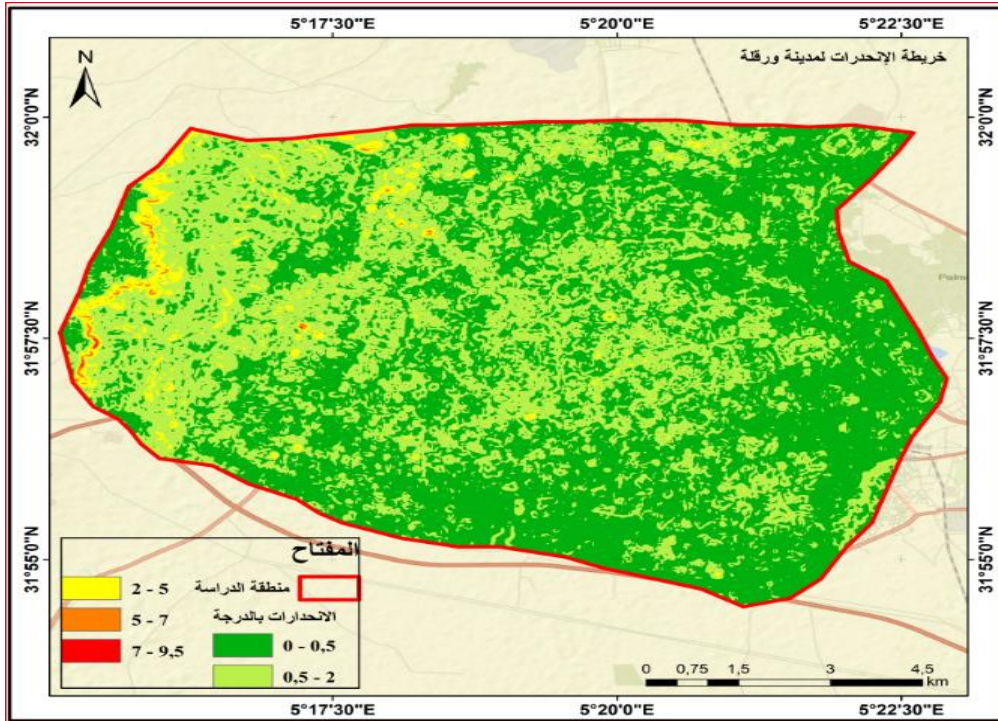 5°17'30"E 5°20'0"E 5°22'30"E
خريطة الإنحدرات لمدينة ورقلة
N
32°0'0"N 32°0'0"N
31°57'30"N 31°57'30"N
31°55'0"N 31°55'0"N
المفتاح
منطقة الدراسة
الانحدارات بالدرجة
0 - 0,5
0,5 - 2
2 - 5
5 - 7
7 - 9,5
0 0,75 1,5 3 4,5
km
5°17'30"E 5°20'0"E 5°22'30"E